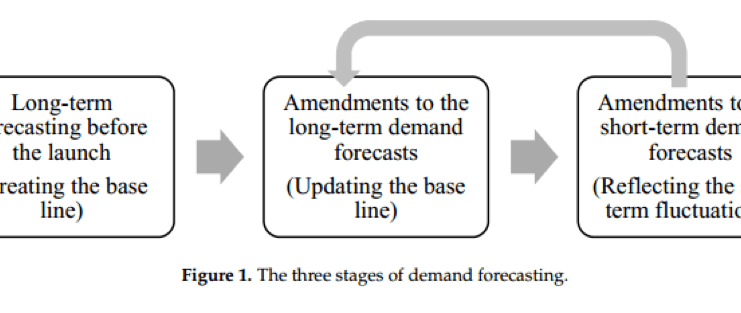 Long-term
recasting before
the launch
reating the base
line)
Amendments to the
long-term demand
forecasts
(Updating the base
line)
Amendments to
short-term dem
forecasts
(Reflecting the
term fluctuatio
Figure 1. The three stages of demand forecasting.